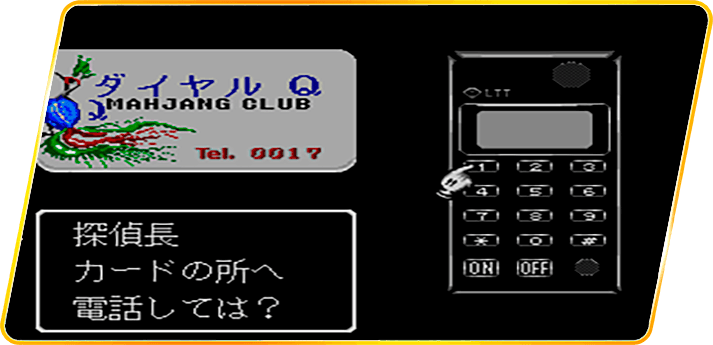 ダイヤル Q
Q
MAHJANG CLUB
Tel. 0017
探偵長
カードの所へ
電話しては？
LTT
1 2 3
4 5 6
7 8 9
* 0 #
ON OFF